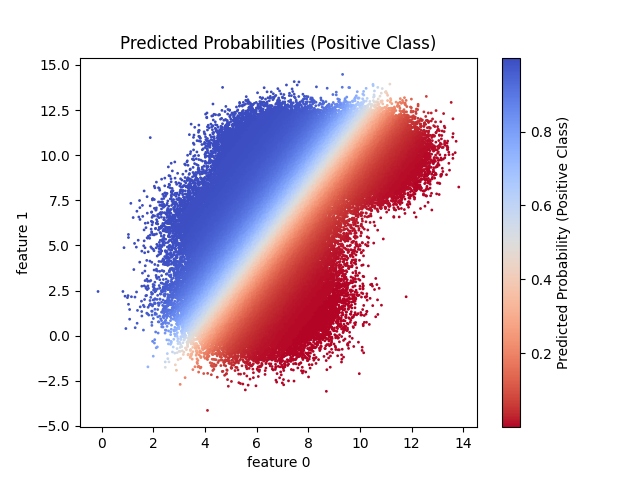 Predicted Probabilities (Positive Class)
15.0
12.5
10.0
7.5
5.0
2.5
0.0
−2.5
−5.0
feature 1
0 2 4 6 8 10 12 14
feature 0
0.8
0.6
0.4
0.2
Predicted Probability (Positive Class)